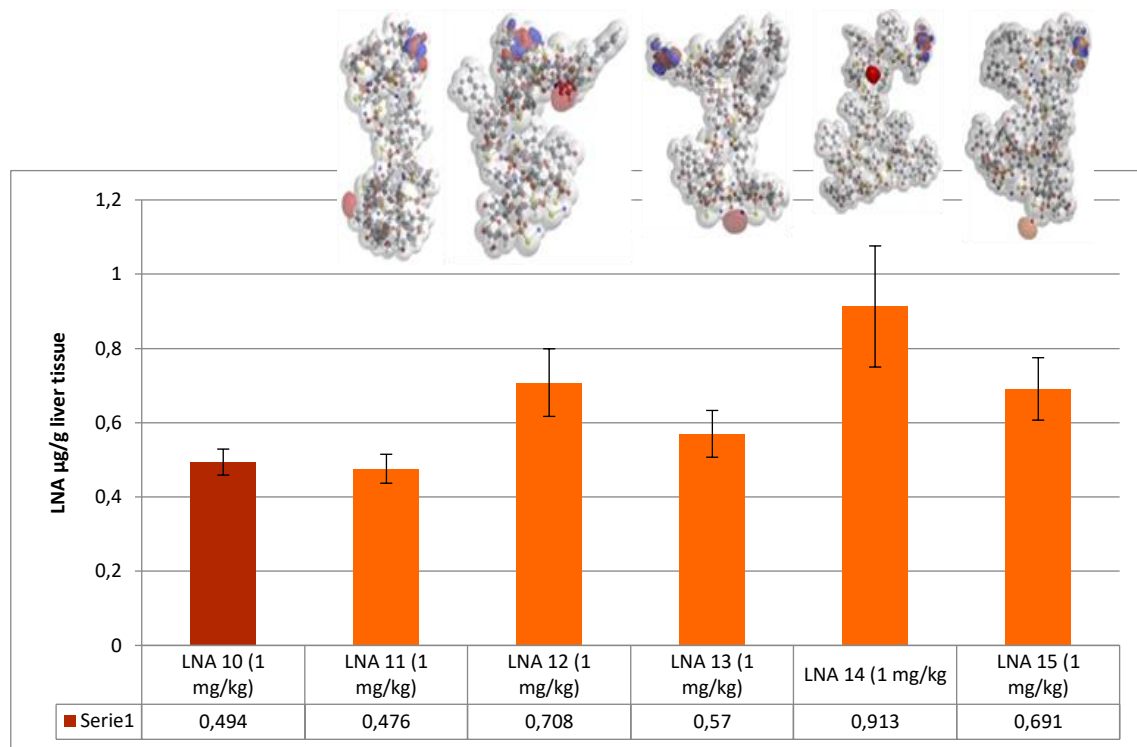 1,2
1
0,8
0,6
0,4
0,2
0
LNA µg/g liver tissue
LNA 10 (1
mg/kg)
LNA 11 (1
mg/kg)
LNA 12 (1
mg/kg)
LNA 13 (1
mg/kg)
LNA 14 (1 mg/kg
LNA 15 (1
mg/kg)
Serie1 0,494 0,476 0,708 0,57 0,913 0,691